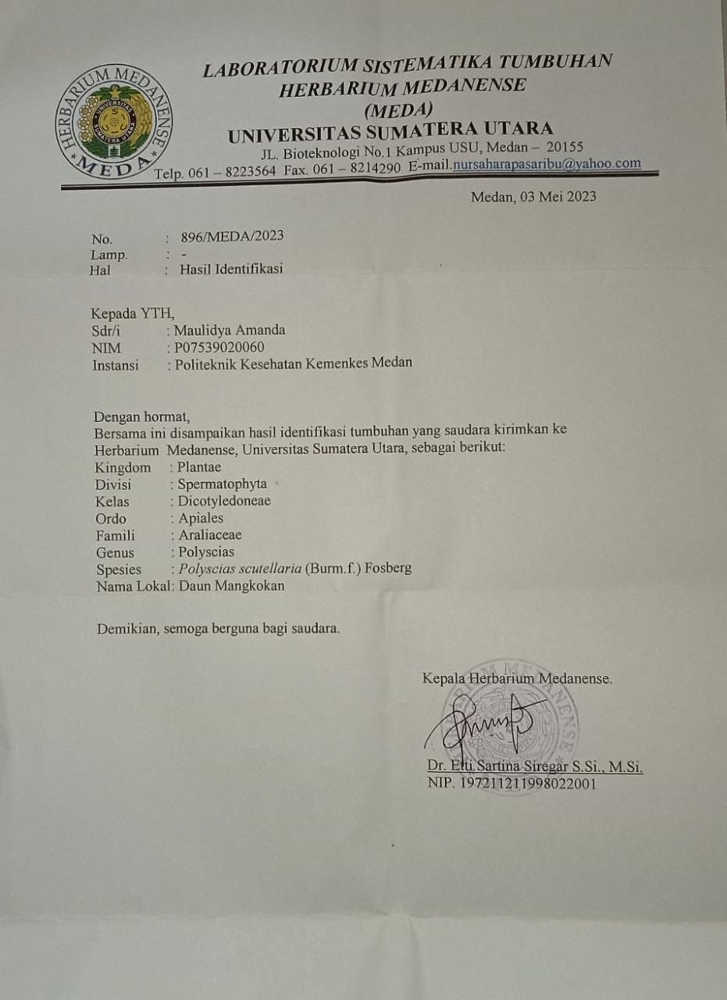 HERBARIUM MEDANENSE
UNIVERSITAS
SUMATERA UTARA
* MEDA *
LABORATORIUM SISTEMATIKA TUMBUHAN
HERBARIUM MEDANENSE
(MEDA)
UNIVERSITAS SUMATERA UTARA
JL. Bioteknologi No.1 Kampus USU, Medan – 20155
Telp. 061 – 8223564 Fax. 061 – 8214290 E-mail.nursaharapasaribu@yahoo.com
Medan, 03 Mei 2023
No. : 896/MEDA/2023
Lamp. : -
Hal : Hasil Identifikasi
Kepada YTH,
Sdr/i : Maulidya Amanda
NIM : P07539020060
Instansi : Politeknik Kesehatan Kemenkes Medan
Dengan hormat,
Bersama ini disampaikan hasil identifikasi tumbuhan yang saudara kirimkan ke
Herbarium Medanense, Universitas Sumatera Utara, sebagai berikut:
Kingdom : Plantae
Divisi : Spermatophyta
Kelas : Dicotyledoneae
Ordo : Apiales
Famili : Araliaceae
Genus : Polyscias
Spesies : Polyscias scutellaria (Burm.f.) Fosberg
Nama Lokal: Daun Mangkokan
Demikian, semoga berguna bagi saudara.
Kepala Herbarium Medanense.
Dr. Etti Sartina Siregar S.Si., M.Si.
NIP. 197211211998022001